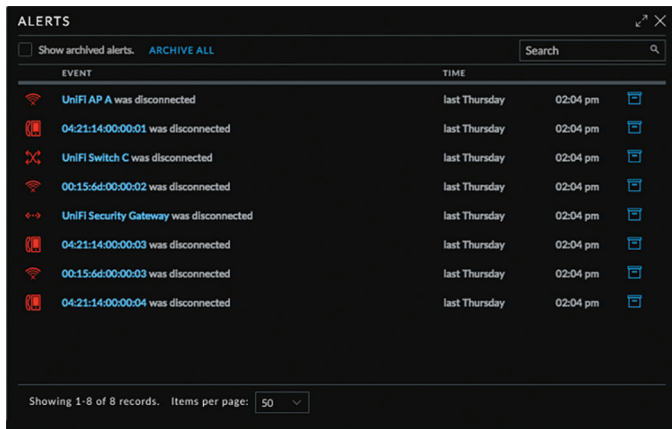 ALERTS
Show archived alerts. ARCHIVE ALL Search
EVENT TIME
UniFi AP A was disconnected last Thursday 02:04 pm
04:21:14:00:00:01 was disconnected last Thursday 02:04 pm
UniFi Switch C was disconnected last Thursday 02:04 pm
00:15:6d:00:00:02 was disconnected last Thursday 02:04 pm
UniFi Security Gateway was disconnected last Thursday 02:04 pm
04:21:14:00:00:03 was disconnected last Thursday 02:04 pm
00:15:6d:00:00:03 was disconnected last Thursday 02:04 pm
04:21:14:00:00:04 was disconnected last Thursday 02:04 pm
Showing 1-8 of 8 records. Items per page: 50